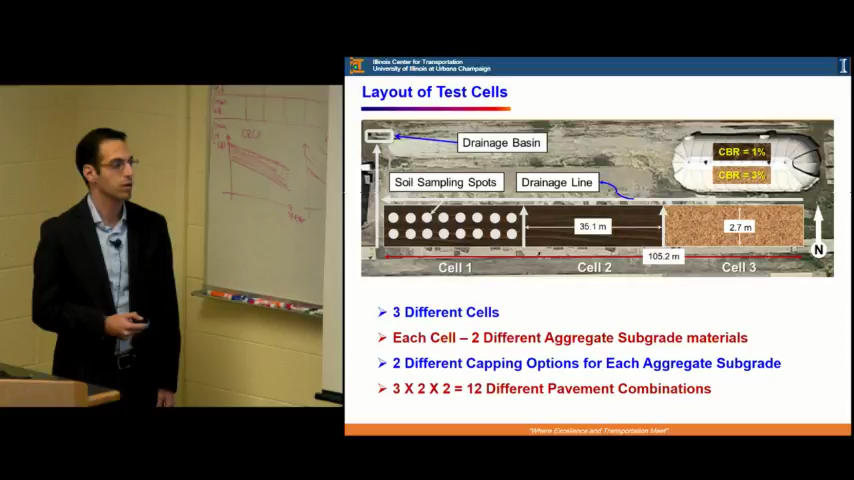 Illinois Center for Transportation
University of Illinois at Urbana Champaign
Layout of Test Cells
Drainage Basin
CBR = 1%
CBR = 3%
Soil Sampling Spots
Drainage Line
35.1 m
2.7 m
N
105.2 m
Cell 1
Cell 2
Cell 3
3 Different Cells
Each Cell – 2 Different Aggregate Subgrade materials
2 Different Capping Options for Each Aggregate Subgrade
3 X 2 X 2 = 12 Different Pavement Combinations
"Where Excellence and Transportation Meet"